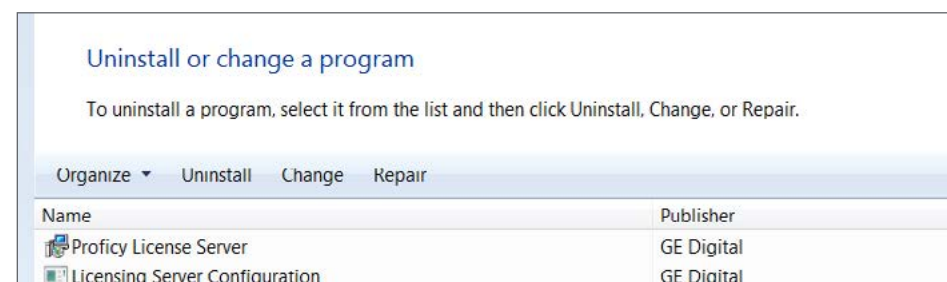 Uninstall or change a program
To uninstall a program, select it from the list and then click Uninstall, Change, or Repair.
Organize Uninstall Change Repair
Name Publisher
Proficy License Server GE Digital
Licensing Server Configuration GE Digital